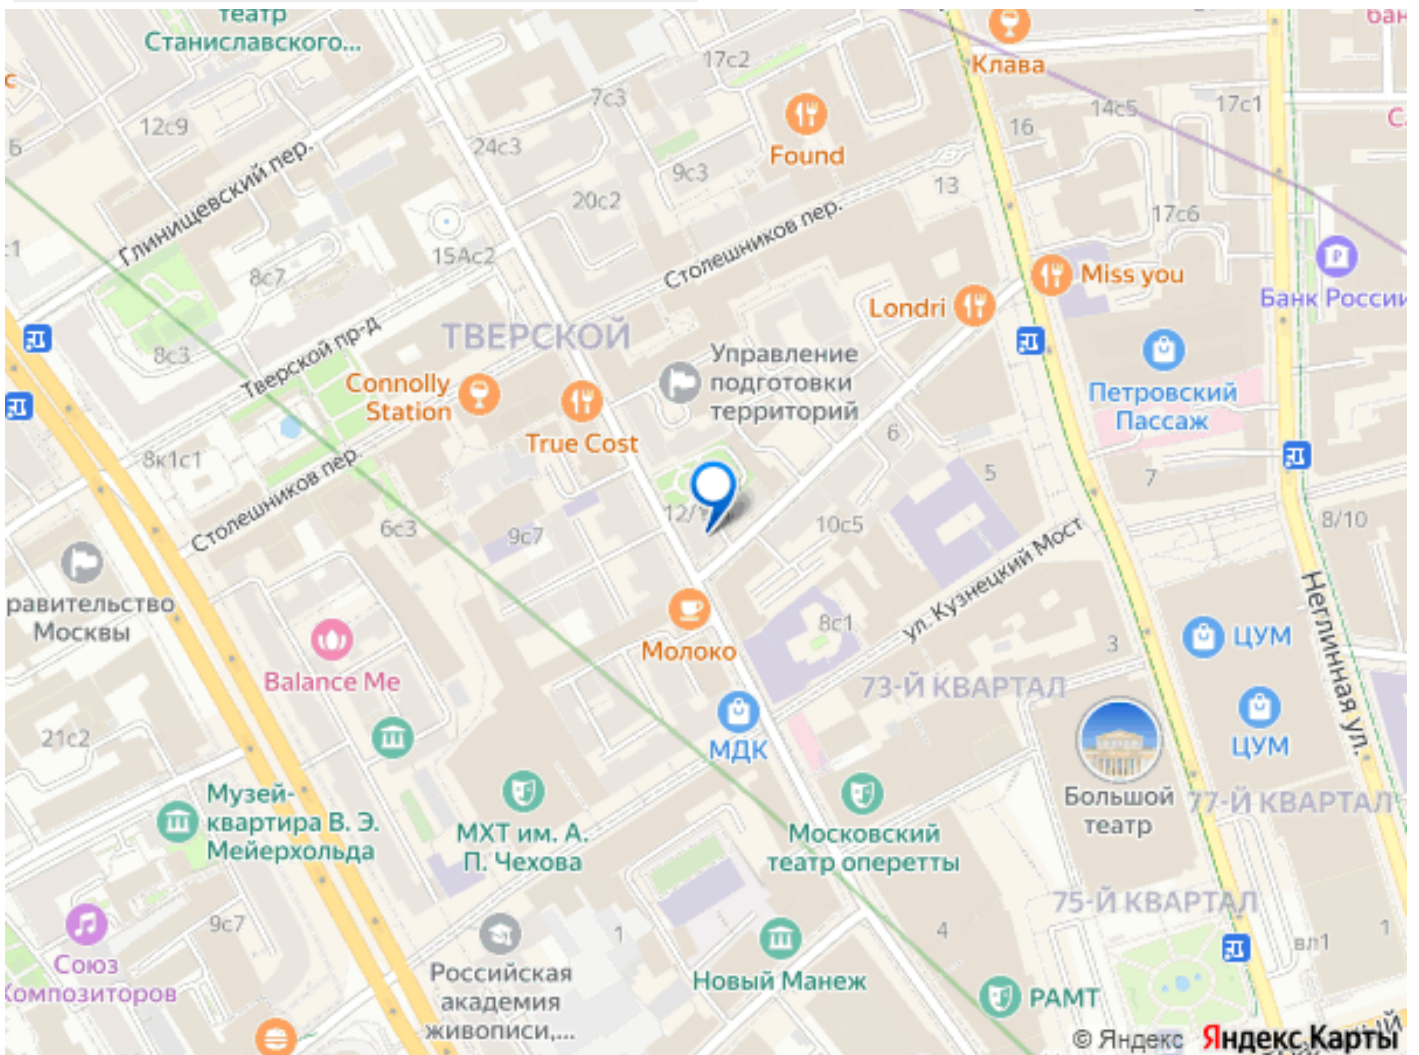 театр
Станиславского...
17с2
Клава
7с3
14с5
17с1
12с9
16
Found
24с3
9с3
13
20с2
Глинищевский пер.
Столешников пер.
17с6
15Ас2
8с7
Miss you
Londri
Банк России
ТВЕРСКОЙ
8с3
Тверской пр-д
Управление
подготовки
территорий
Connolly
Station
Петровский
Пассаж
True Cost
6
8к1с1
5
7
Столешников пер.
6с3
9с7
12/
10с5
8/10
ул. Кузнецкий Мост
равительство
Москвы
Неглинная ул.
8с1
Молоко
3
ЦУМ
Balance Me
73-Й КВАРТАЛ
21с2
МДК
ЦУМ
Большой
театр
77-Й КВАРТАЛ
Музей-
квартира В. Э.
Мейерхольда
МХТ им. А.
П. Чехова
Московский
театр оперетты
75-Й КВАРТАЛ
9с7
1
4
вл1
1
Союз
Композиторов
Российская
академия
живописи,...
Новый Манеж
РАМТ
© Яндекс Яндекс Карты